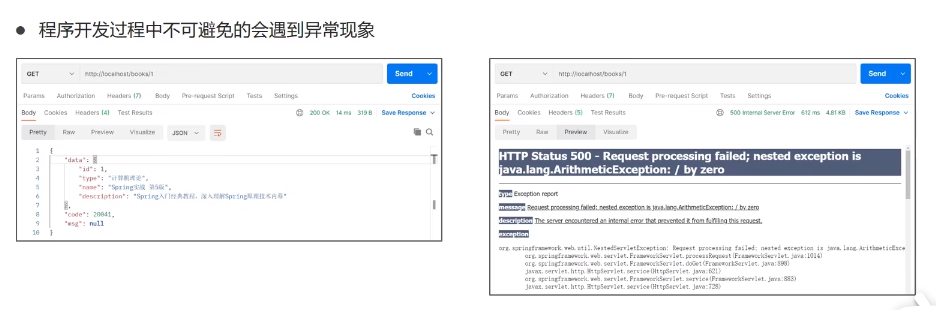 ● 程序开发过程中不可避免的会遇到异常现象
GET http://localhost/books/1 Send
Params Authorization Headers (7) Body Pre-request Script Tests Settings Cookies
Body Cookies Headers (4) Test Results 200 OK 14 ms 319 B Save Response
Pretty Raw Preview Visualize JSON
1 {
2 "data": {
3 "id": 1,
4 "type": "计算机理论",
5 "name": "Spring实战 第5版",
6 "description": "Spring入门经典教程，深入理解Spring原理技术内幕"
7 },
8 "code": 20041,
9 "msg": null
10 }
GET http://localhost/books/1 Send
Params Authorization Headers (7) Body Pre-request Script Tests Settings Cookies
Body Cookies Headers (5) Test Results 500 Internal Server Error 612 ms 4.81 KB Save Response
Pretty Raw Preview Visualize
HTTP Status 500 - Request processing failed; nested exception is
java.lang.ArithmeticException: / by zero
type Exception report
message Request processing failed; nested exception is java.lang.ArithmeticException: / by zero
description The server encountered an internal error that prevented it from fulfilling this request.
exception
org.springframework.web.util.NestedServletException: Request processing failed; nested exception is java.lang.ArithmeticExce
org.springframework.web.servlet.FrameworkServlet.processRequest(FrameworkServlet.java:1014)
org.springframework.web.servlet.FrameworkServlet.doGet(FrameworkServlet.java:898)
javax.servlet.http.HttpServlet.service(HttpServlet.java:621)
org.springframework.web.servlet.FrameworkServlet.service(FrameworkServlet.java:883)
javax.servlet.http.HttpServlet.service(HttpServlet.java:728)